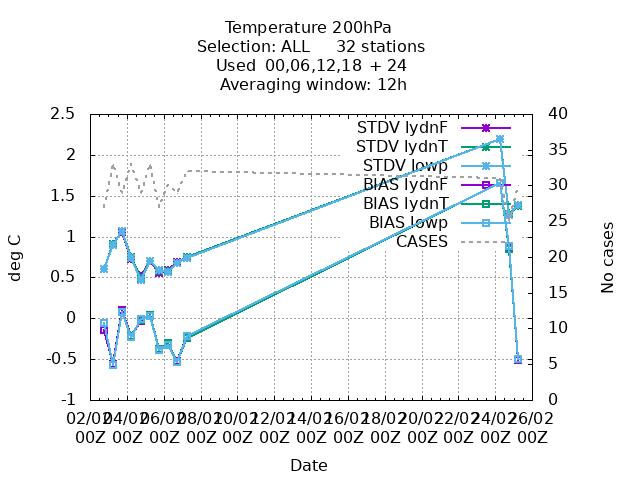 Temperature 200hPa
Selection: ALL 32 stations
Used 00,06,12,18 + 24
Averaging window: 12h
2.5
2
1.5
1
0.5
0
-0.5
-1
deg C
40
35
30
25
20
15
10
5
0
No cases
STDV lydnF
STDV lydnT
STDV lowp
BIAS lydnF
BIAS lydnT
BIAS lowp
CASES
02/02 04/02 06/02 08/02 10/02 12/02 14/02 16/02 18/02 20/02 22/02 24/02 26/02
00Z 00Z 00Z 00Z 00Z 00Z 00Z 00Z 00Z 00Z 00Z 00Z 00Z
Date